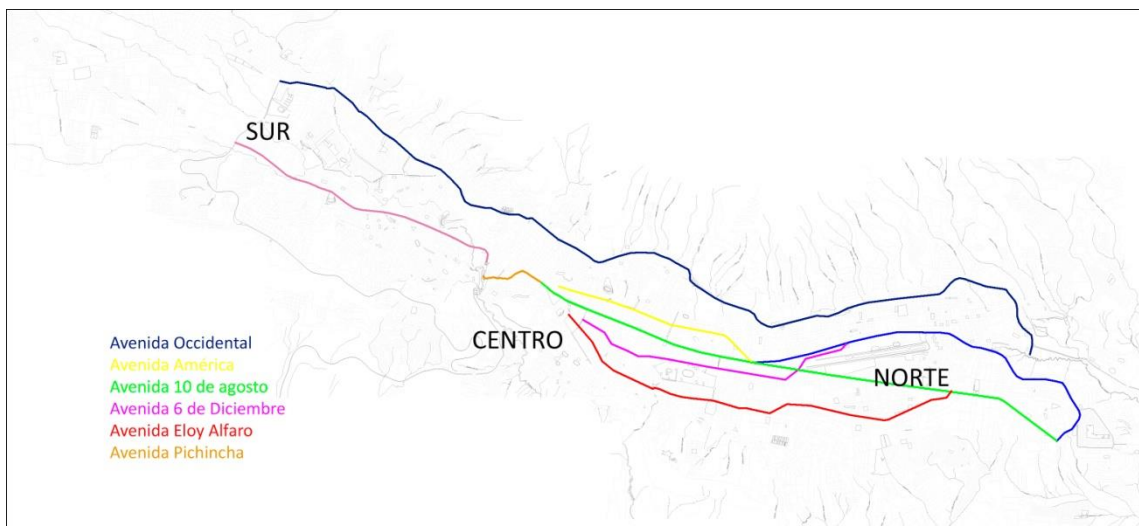 SUR
CENTRO
NORTE
Avenida Occidental
Avenida América
Avenida 10 de agosto
Avenida 6 de Diciembre
Avenida Eloy Alfaro
Avenida Pichincha